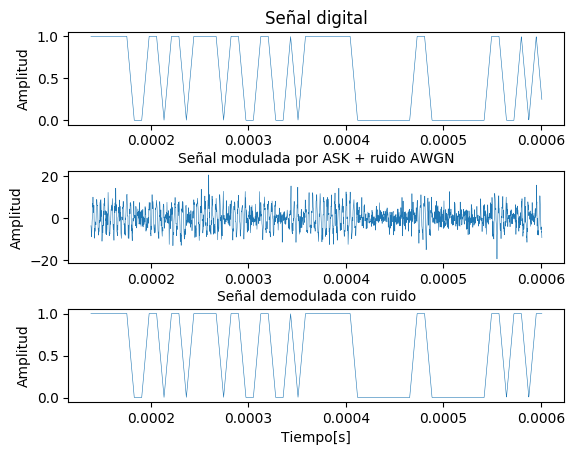 Señal digital
Amplitud
1.0
0.5
0.0
0.0002 0.0003 0.0004 0.0005 0.0006
Señal modulada por ASK + ruido AWGN
Amplitud
20
0
−20
0.0002 0.0003 0.0004 0.0005 0.0006
Señal demodulada con ruido
Amplitud
1.0
0.5
0.0
0.0002 0.0003 0.0004 0.0005 0.0006
Tiempo[s]